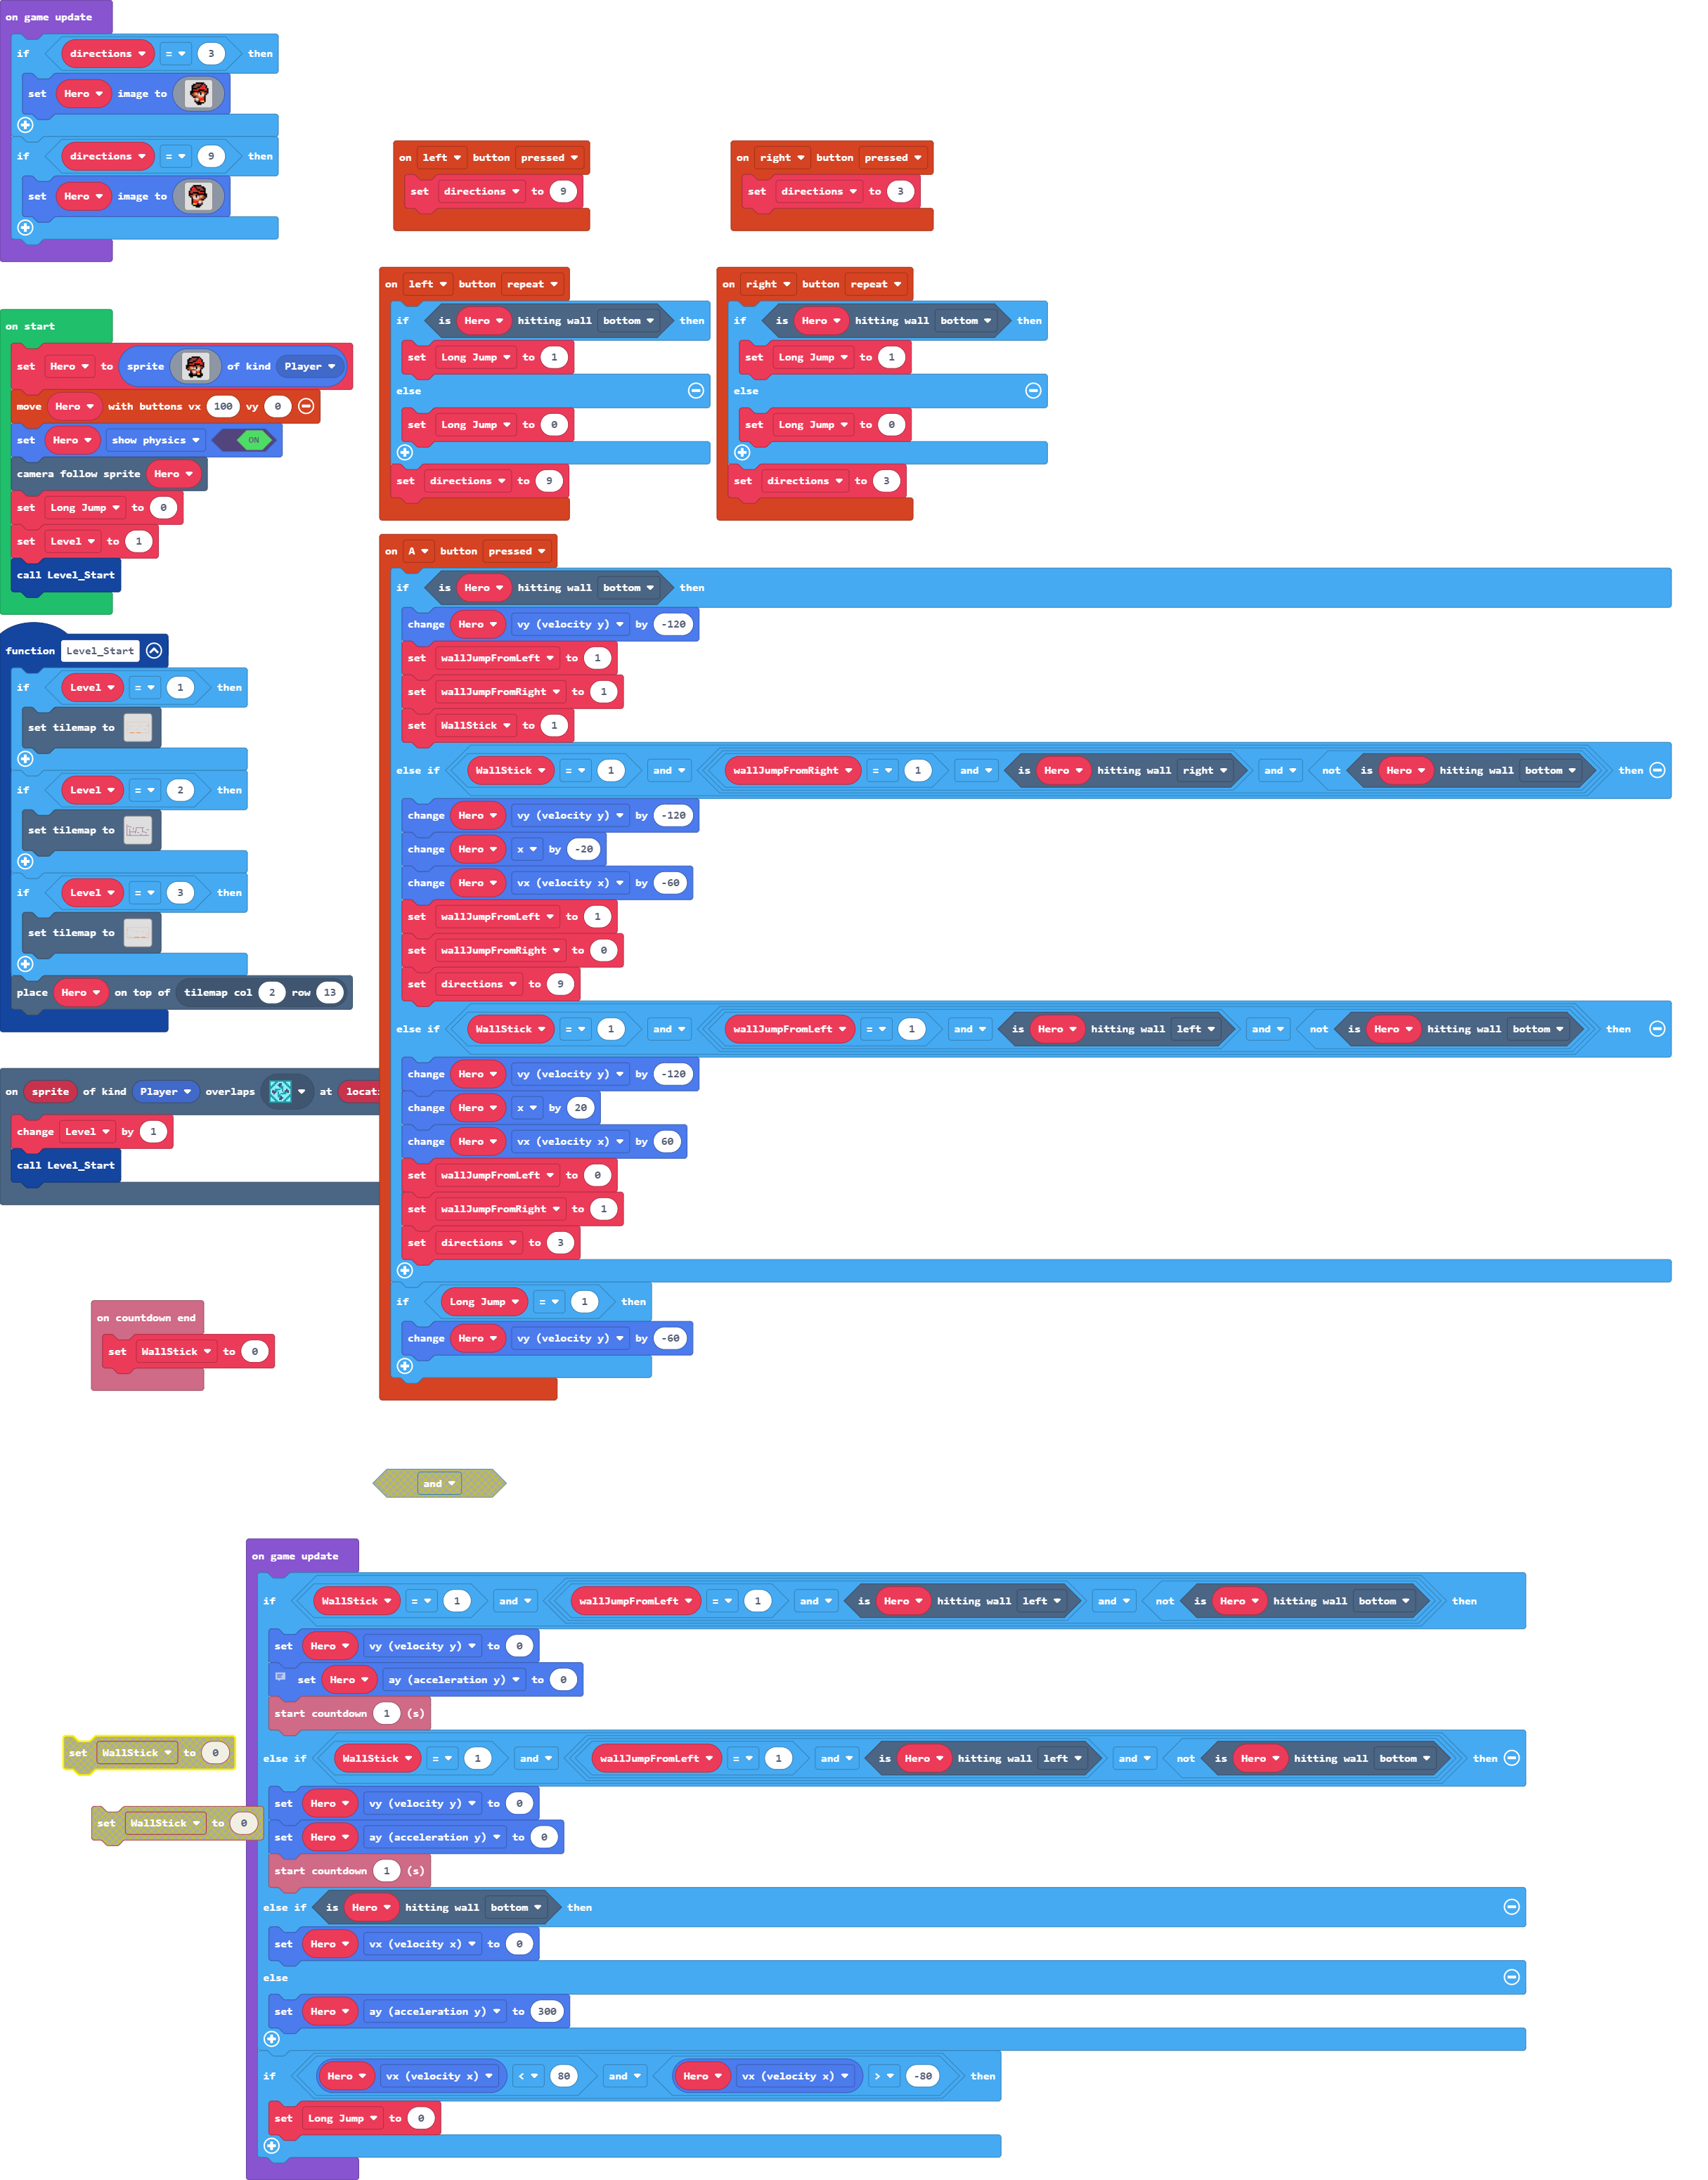 on game update
if directions = 3 then
set Hero image to
if directions = 9 then
set Hero image to
on left button pressed
set directions to 9
on right button pressed
set directions to 3
on left button repeat
if is Hero hitting wall bottom then
set Long Jump to 1
else
set Long Jump to 0
set directions to 9
on right button repeat
if is Hero hitting wall bottom then
set Long Jump to 1
else
set Long Jump to 0
set directions to 3
on start
set Hero to sprite of kind Player
move Hero with buttons vx 100 vy 0
set Hero show physics ON
camera follow sprite Hero
set Long Jump to 0
set Level to 1
call Level_Start
function Level_Start
if Level = 1 then
set tilemap to
if Level = 2 then
set tilemap to
if Level = 3 then
set tilemap to
place Hero on top of tilemap col 2 row 13
on sprite of kind Player overlaps at locati
change Level by 1
call Level_Start
on countdown end
set WallStick to 0
on A button pressed
if is Hero hitting wall bottom then
change Hero vy (velocity y) by -120
set wallJumpFromLeft to 1
set wallJumpFromRight to 1
set WallStick to 1
else if WallStick = 1 and wallJumpFromRight = 1 and is Hero hitting wall right and not is Hero hitting wall bottom then
change Hero vy (velocity y) by -120
change Hero x by -20
change Hero vx (velocity x) by -60
set wallJumpFromLeft to 1
set wallJumpFromRight to 0
set directions to 9
else if WallStick = 1 and wallJumpFromLeft = 1 and is Hero hitting wall left and not is Hero hitting wall bottom then
change Hero vy (velocity y) by -120
change Hero x by 20
change Hero vx (velocity x) by 60
set wallJumpFromLeft to 0
set wallJumpFromRight to 1
set directions to 3
if Long Jump = 1 then
change Hero vy (velocity y) by -60
and
on game update
if WallStick = 1 and wallJumpFromLeft = 1 and is Hero hitting wall left and not is Hero hitting wall bottom then
set Hero vy (velocity y) to 0
set Hero ay (acceleration y) to 0
start countdown 1 (s)
else if WallStick = 1 and wallJumpFromLeft = 1 and is Hero hitting wall left and not is Hero hitting wall bottom then
set Hero vy (velocity y) to 0
set Hero ay (acceleration y) to 0
start countdown 1 (s)
else if is Hero hitting wall bottom then
set Hero vx (velocity x) to 0
else
set Hero ay (acceleration y) to 300
if Hero vx (velocity x) < 80 and Hero vx (velocity x) > -80 then
set Long Jump to 0
set WallStick to 0
set WallStick to 0